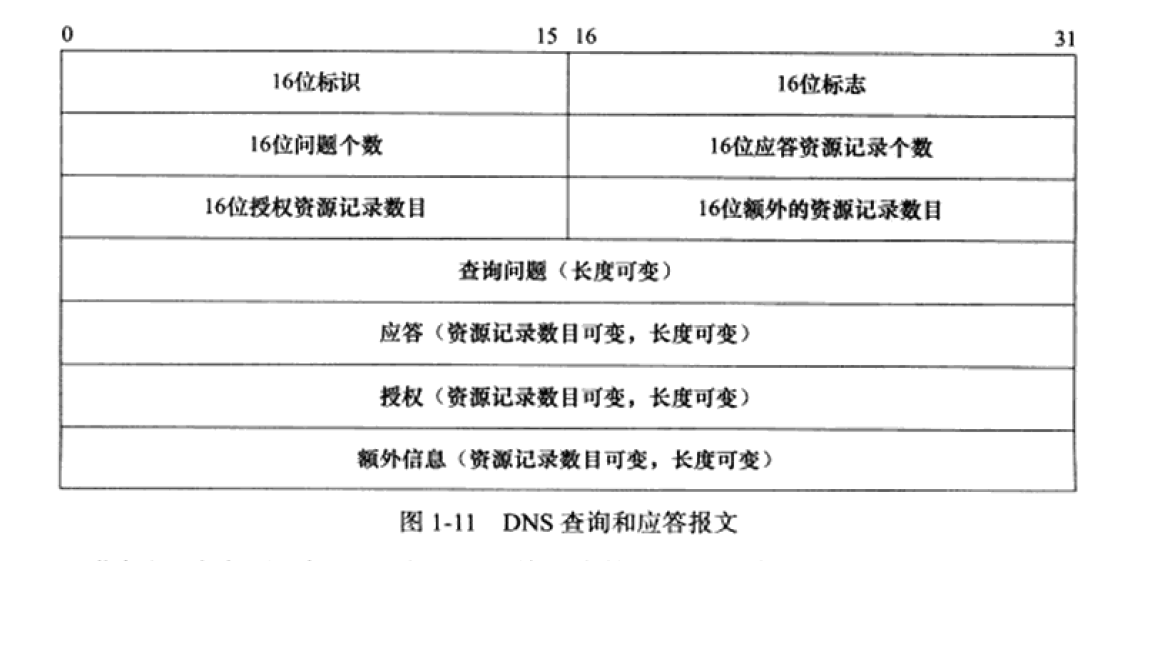 0 15 16 31
16位标识 16位标志
16位问题个数 16位应答资源记录个数
16位授权资源记录数目 16位额外的资源记录数目
查询问题（长度可变）
应答（资源记录数目可变，长度可变）
授权（资源记录数目可变，长度可变）
额外信息（资源记录数目可变，长度可变）
图 1-11 DNS 查询和应答报文